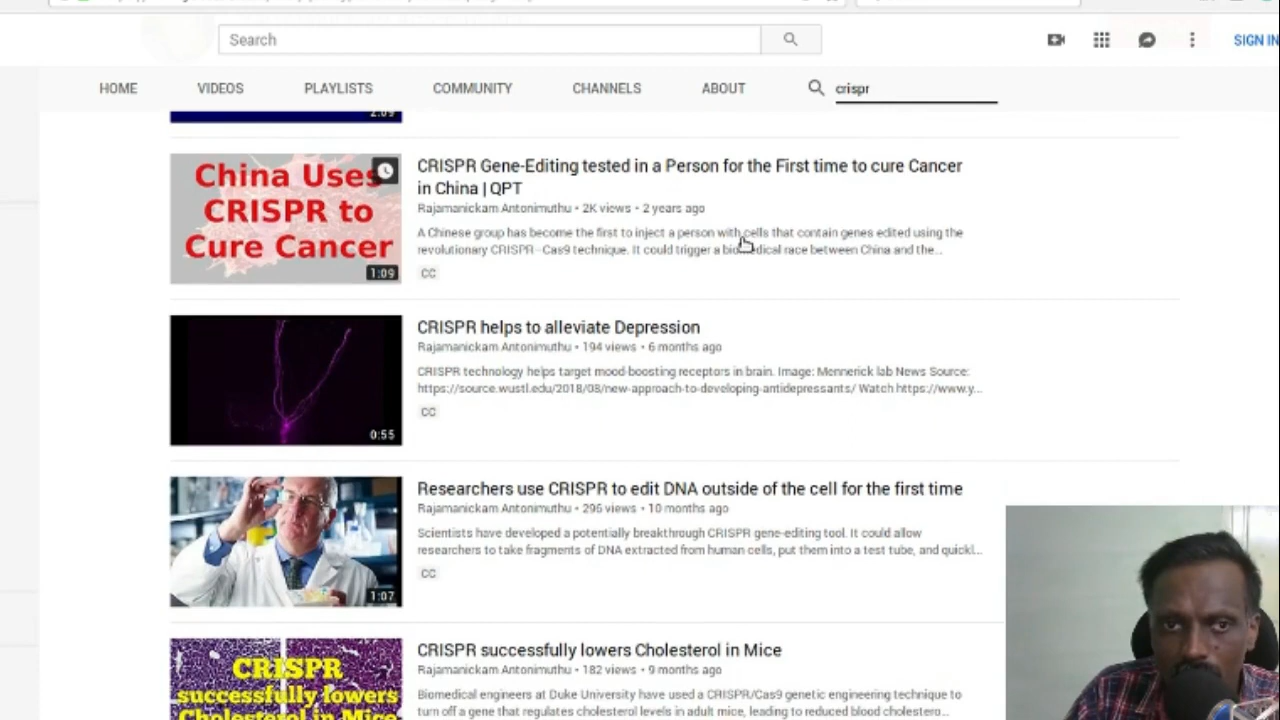 Search
SIGN IN
HOME VIDEOS PLAYLISTS COMMUNITY CHANNELS ABOUT crispr
2:09
China Uses
CRISPR to
Cure Cancer
1:09
CRISPR Gene-Editing tested in a Person for the First time to cure Cancer
in China | QPT
Rajamanickam Antonimuthu • 2K views • 2 years ago
A Chinese group has become the first to inject a person with cells that contain genes edited using the
revolutionary CRISPR–Cas9 technique. It could trigger a biomedical race between China and the...
CC
0:55
CRISPR helps to alleviate Depression
Rajamanickam Antonimuthu • 194 views • 6 months ago
CRISPR technology helps target mood-boosting receptors in brain. Image: Mennerick lab News Source:
https://source.wustl.edu/2018/08/new-approach-to-developing-antidepressants/ Watch https://www.y...
CC
1:07
Researchers use CRISPR to edit DNA outside of the cell for the first time
Rajamanickam Antonimuthu • 296 views • 10 months ago
Scientists have developed a potentially breakthrough CRISPR gene-editing tool. It could allow
researchers to take fragments of DNA extracted from human cells, put them into a test tube, and quickl...
CC
CRISPR
successfully lowers
Cholesterol in Mice
CRISPR successfully lowers Cholesterol in Mice
Rajamanickam Antonimuthu • 182 views • 9 months ago
Biomedical engineers at Duke University have used a CRISPR/Cas9 genetic engineering technique to
turn off a gene that regulates cholesterol levels in adult mice, leading to reduced blood cholestero...